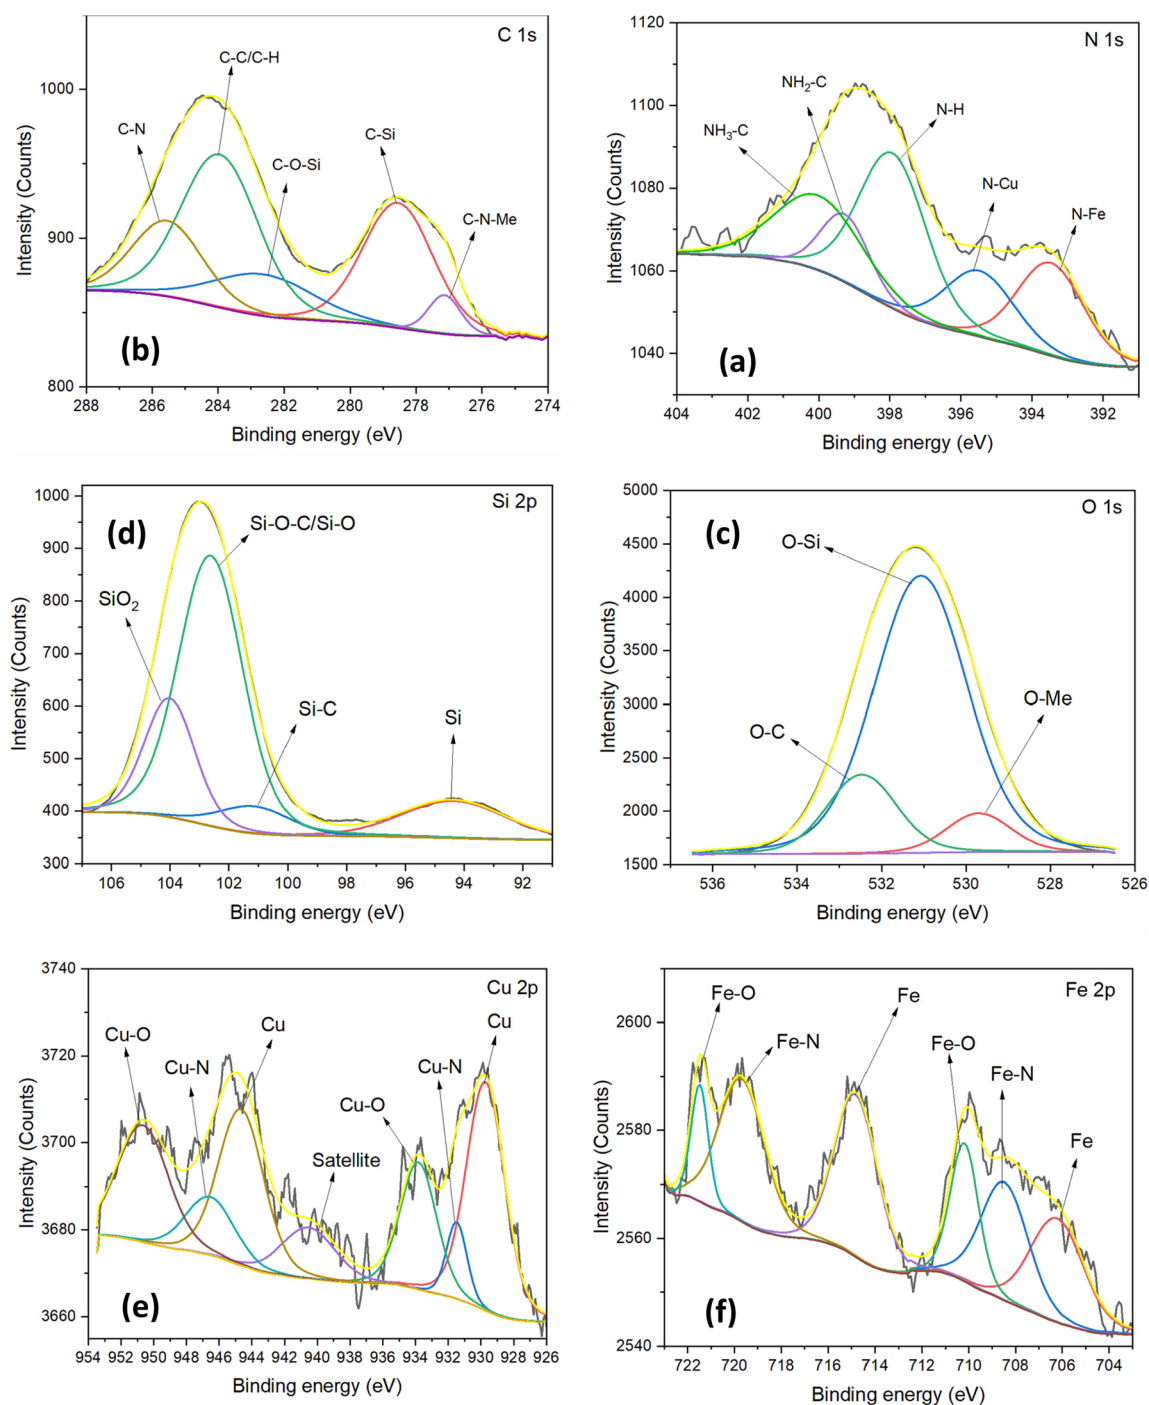 C 1s
C-C/C-H
C-N
C-O-Si
C-Si
C-N-Me
1000
900
800
Intensity (Counts)
(b)
288 286 284 282 280 278 276 274
Binding energy (eV)
N 1s
NH3-C
NH2-C
N-H
N-Cu
N-Fe
1120
1100
1080
1060
1040
Intensity (Counts)
(a)
404 402 400 398 396 394 392
Binding energy (eV)
Si 2p
(d)
Si-O-C/Si-O
SiO2
Si-C
Si
1000
900
800
700
600
500
400
300
Intensity (Counts)
106 104 102 100 98 96 94 92
Binding energy (eV)
O 1s
(c)
O-Si
O-C
O-Me
5000
4500
4000
3500
3000
2500
2000
1500
Intensity (Counts)
536 534 532 530 528 526
Binding energy (eV)
Cu 2p
Cu-O
Cu-N
Cu
Satellite
Cu-O
Cu-N
Cu
3740
3720
3700
3680
3660
Intensity (Counts)
(e)
954 952 950 948 946 944 942 940 938 936 934 932 930 928 926
Binding energy (eV)
Fe 2p
Fe-O
Fe-N
Fe
Fe-O
Fe-N
Fe
2600
2580
2560
2540
Intensity (Counts)
(f)
722 720 718 716 714 712 710 708 706 704
Binding energy (eV)